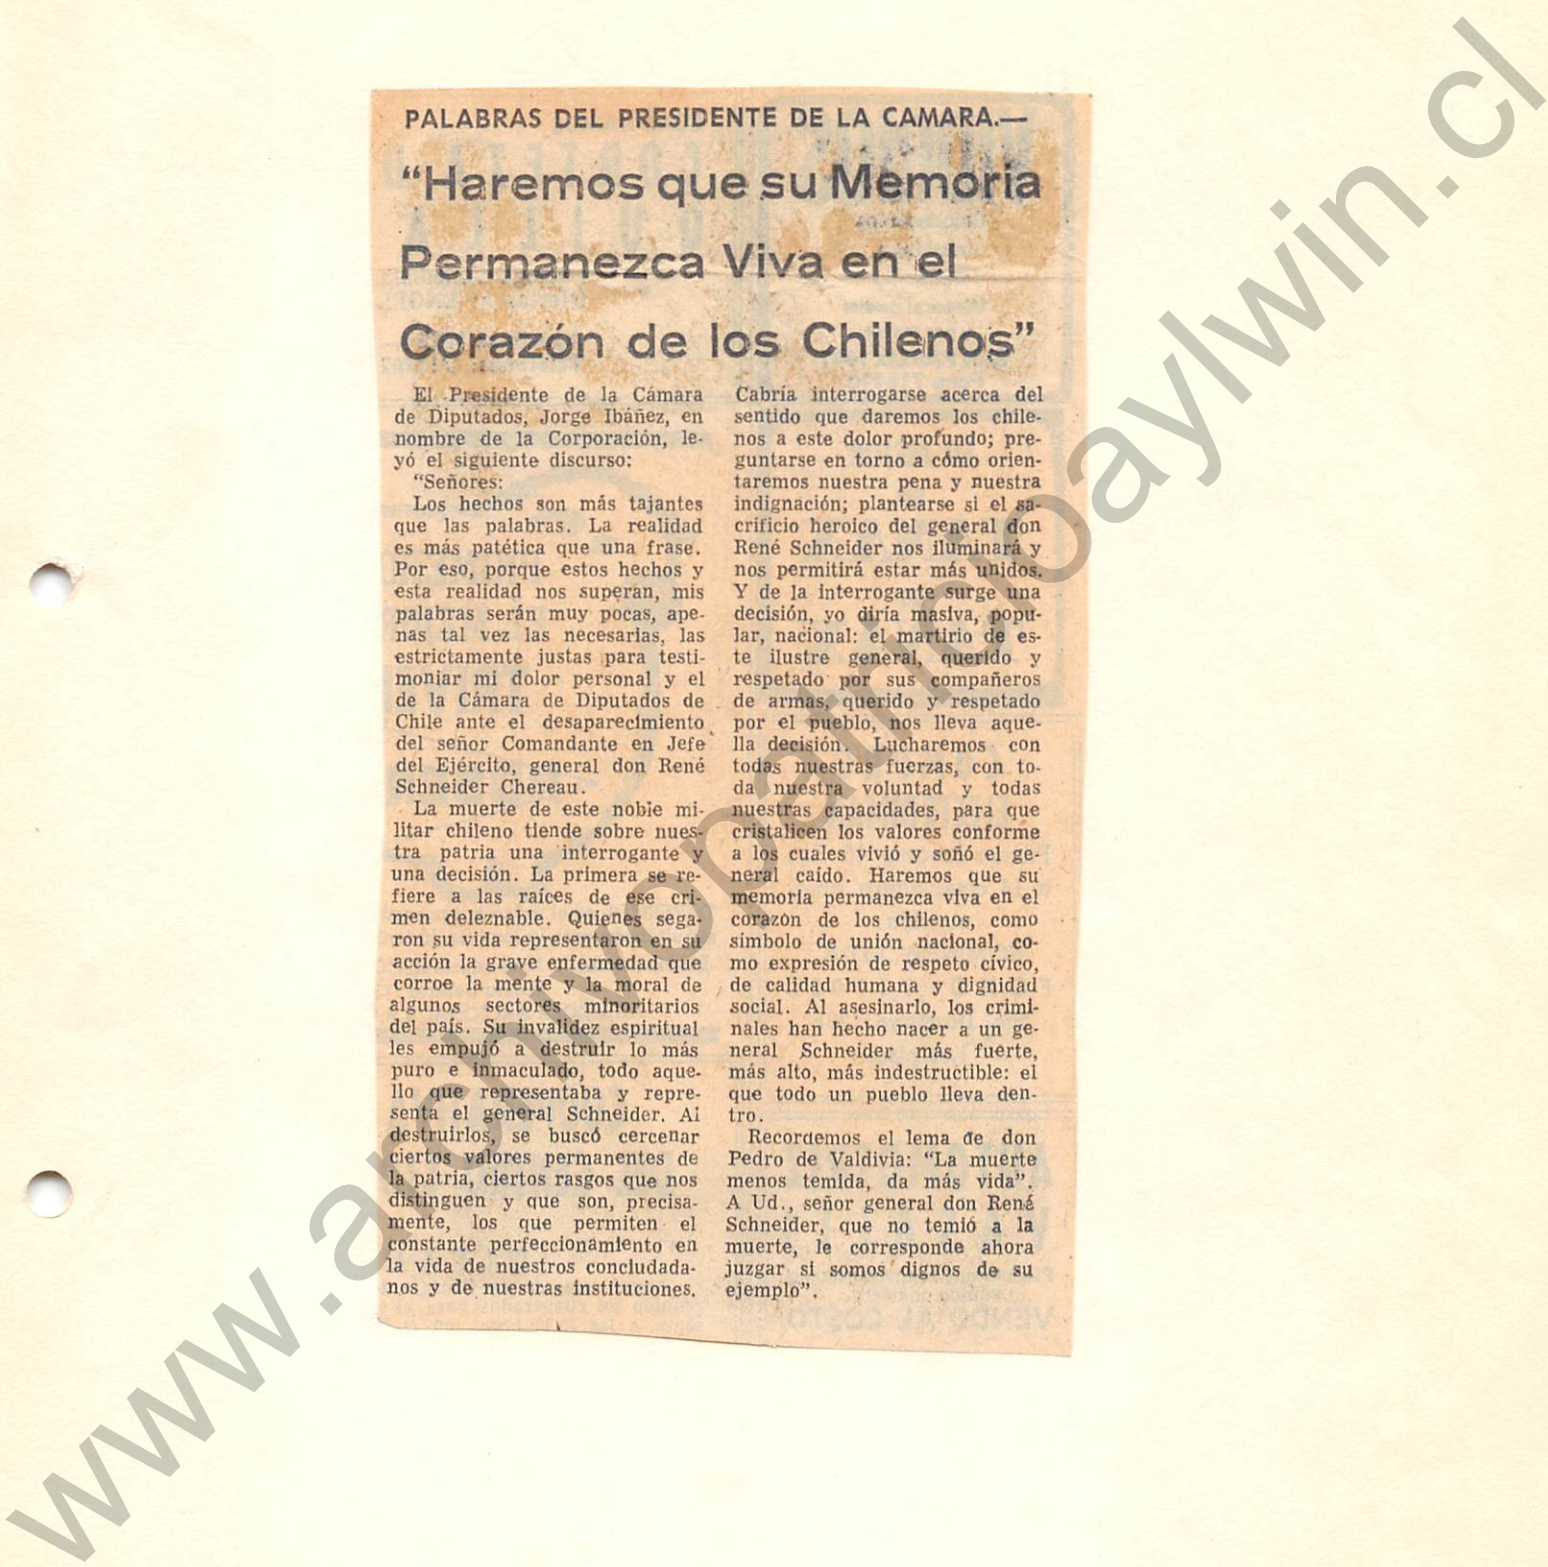 PALABRAS DEL PRESIDENTE DE LA CAMARA.—
“Haremos que su Memoria
Permanezca Viva en el
Corazón de los Chilenos”
El Presidente de la Cámara
de Diputados, Jorge Ibáñez, en
nombre de la Corporación, le-
yó el siguiente discurso:
“Señores:
Los hechos son más tajantes
que las palabras. La realidad
es más patética que una frase.
Por eso, porque estos hechos y
esta realidad nos superan, mis
palabras serán muy pocas, ape-
nas tal vez las necesarias, las
estrictamente justas para testi-
moniar mi dolor personal y el
de la Cámara de Diputados de
Chile ante el desaparecimiento
del señor Comandante en Jefe
del Ejército, general don René
Schneider Chereau.
La muerte de este noble mi-
litar chileno tiende sobre nues-
tra patria una interrogante y
una decisión. La primera se re-
fiere a las raíces de ese cri-
men deleznable. Quienes sega-
ron su vida representaron en su
acción la grave enfermedad que
corroe la mente y la moral de
algunos sectores minoritarios
del país. Su invalidez espiritual
les empujó a destruir lo más
puro e inmaculado, todo aque-
llo que representaba y repre-
senta el general Schneider. Al
destruirlos, se buscó cercenar
ciertos valores permanentes de
la patria, ciertos rasgos que nos
distinguen y que son, precisa-
mente, los que permiten el
constante perfeccionamiento en
la vida de nuestros concludada-
nos y de nuestras instituciones.
Cabría interrogarse acerca del
sentido que daremos los chile-
nos a este dolor profundo; pre-
guntarse en torno a cómo orien-
taremos nuestra pena y nuestra
indignación; plantearse si el sa-
crificio heroico del general don
René Schneider nos iluminará y
nos permitirá estar más unidos.
Y de la interrogante surge una
decisión, yo diría masiva, popu-
lar, nacional: el martirio de es-
te ilustre general, querido y
respetado por sus compañeros
de armas, querido y respetado
por el pueblo, nos lleva aque-
lla decisión. Lucharemos con
todas nuestras fuerzas, con to-
da nuestra voluntad y todas
nuestras capacidades, para que
cristalicen los valores conforme
a los cuales vivió y soñó el ge-
neral caído. Haremos que su
memoria permanezca viva en el
corazón de los chilenos, como
símbolo de unión nacional, co-
mo expresión de respeto cívico,
de calidad humana y dignidad
social. Al asesinarlo, los crimi-
nales han hecho nacer a un ge-
neral Schneider más fuerte,
más alto, más indestructible: el
que todo un pueblo lleva den-
tro.
Recordemos el lema de don
Pedro de Valdivia: “La muerte
menos temida, da más vida”.
A Ud., señor general don René
Schneider, que no temió a la
muerte, le corresponde ahora
juzgar si somos dignos de su
ejemplo”.
www.archivopatricioaylwin.cl